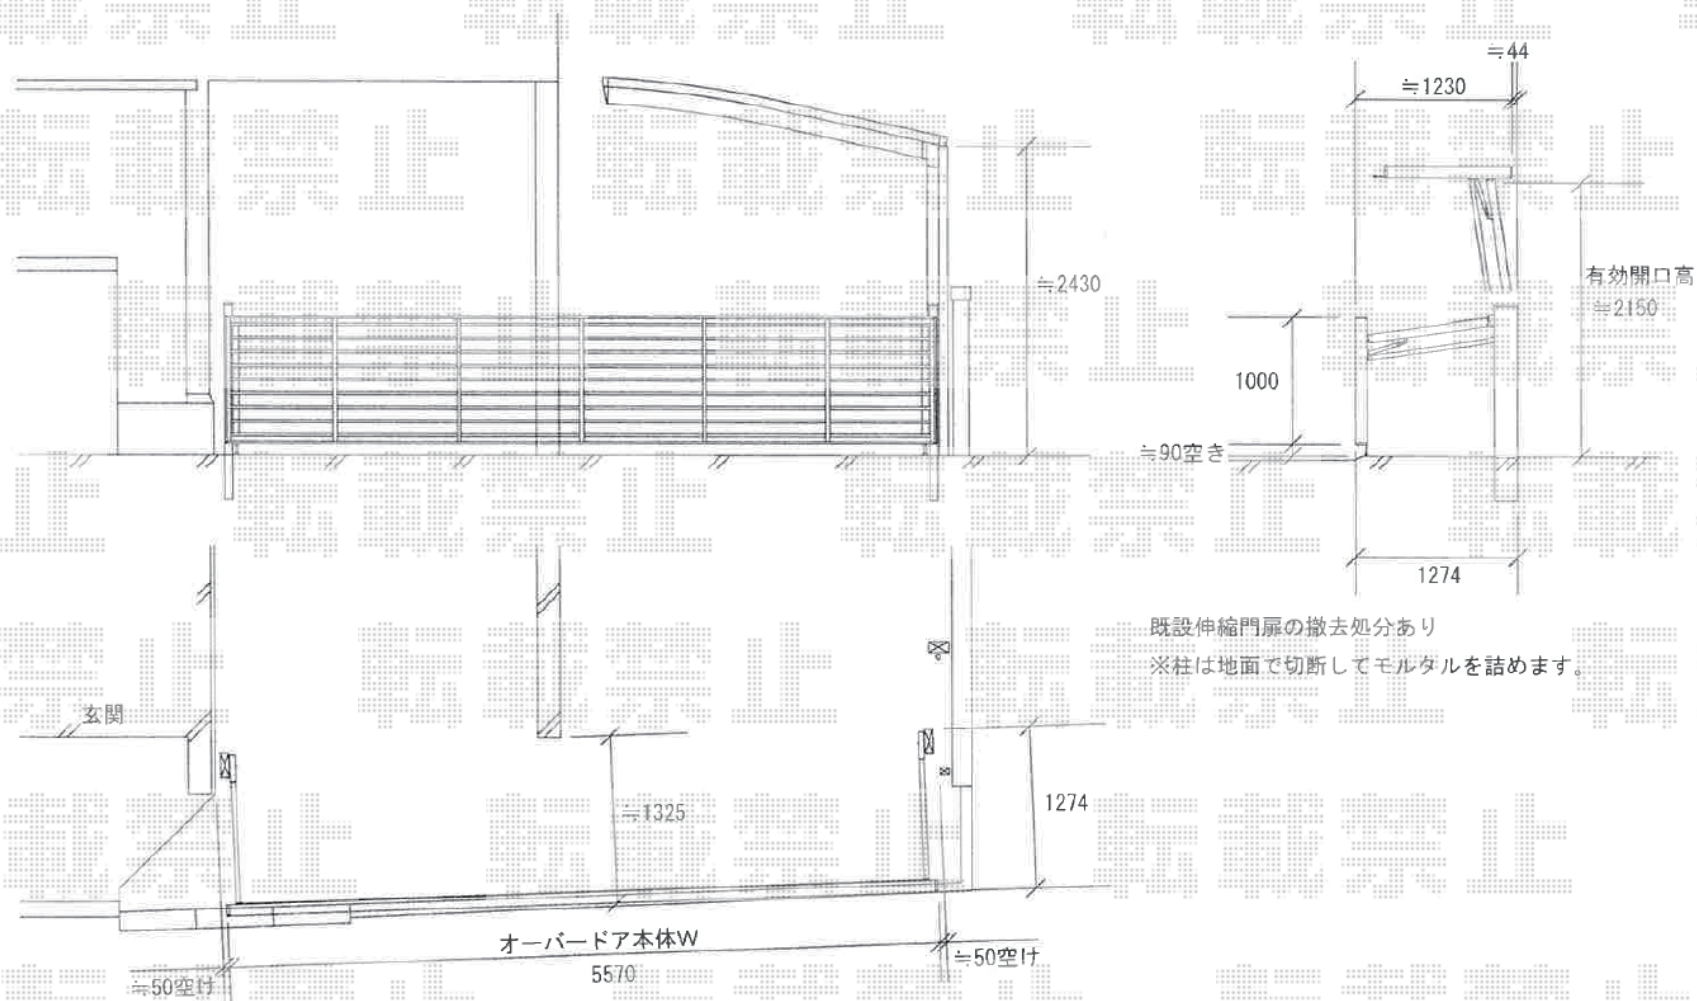 ≒44
≒1230
≒2430
有効開口高
≒2150
1000
≒90空き
1274
既設伸縮門扉の撤去処分あり
※柱は地面で切断してモルタルを詰めます。
玄関
≒1325
1274
オーバードア本体W
5570
≒50空け
≒50空け
転載禁止